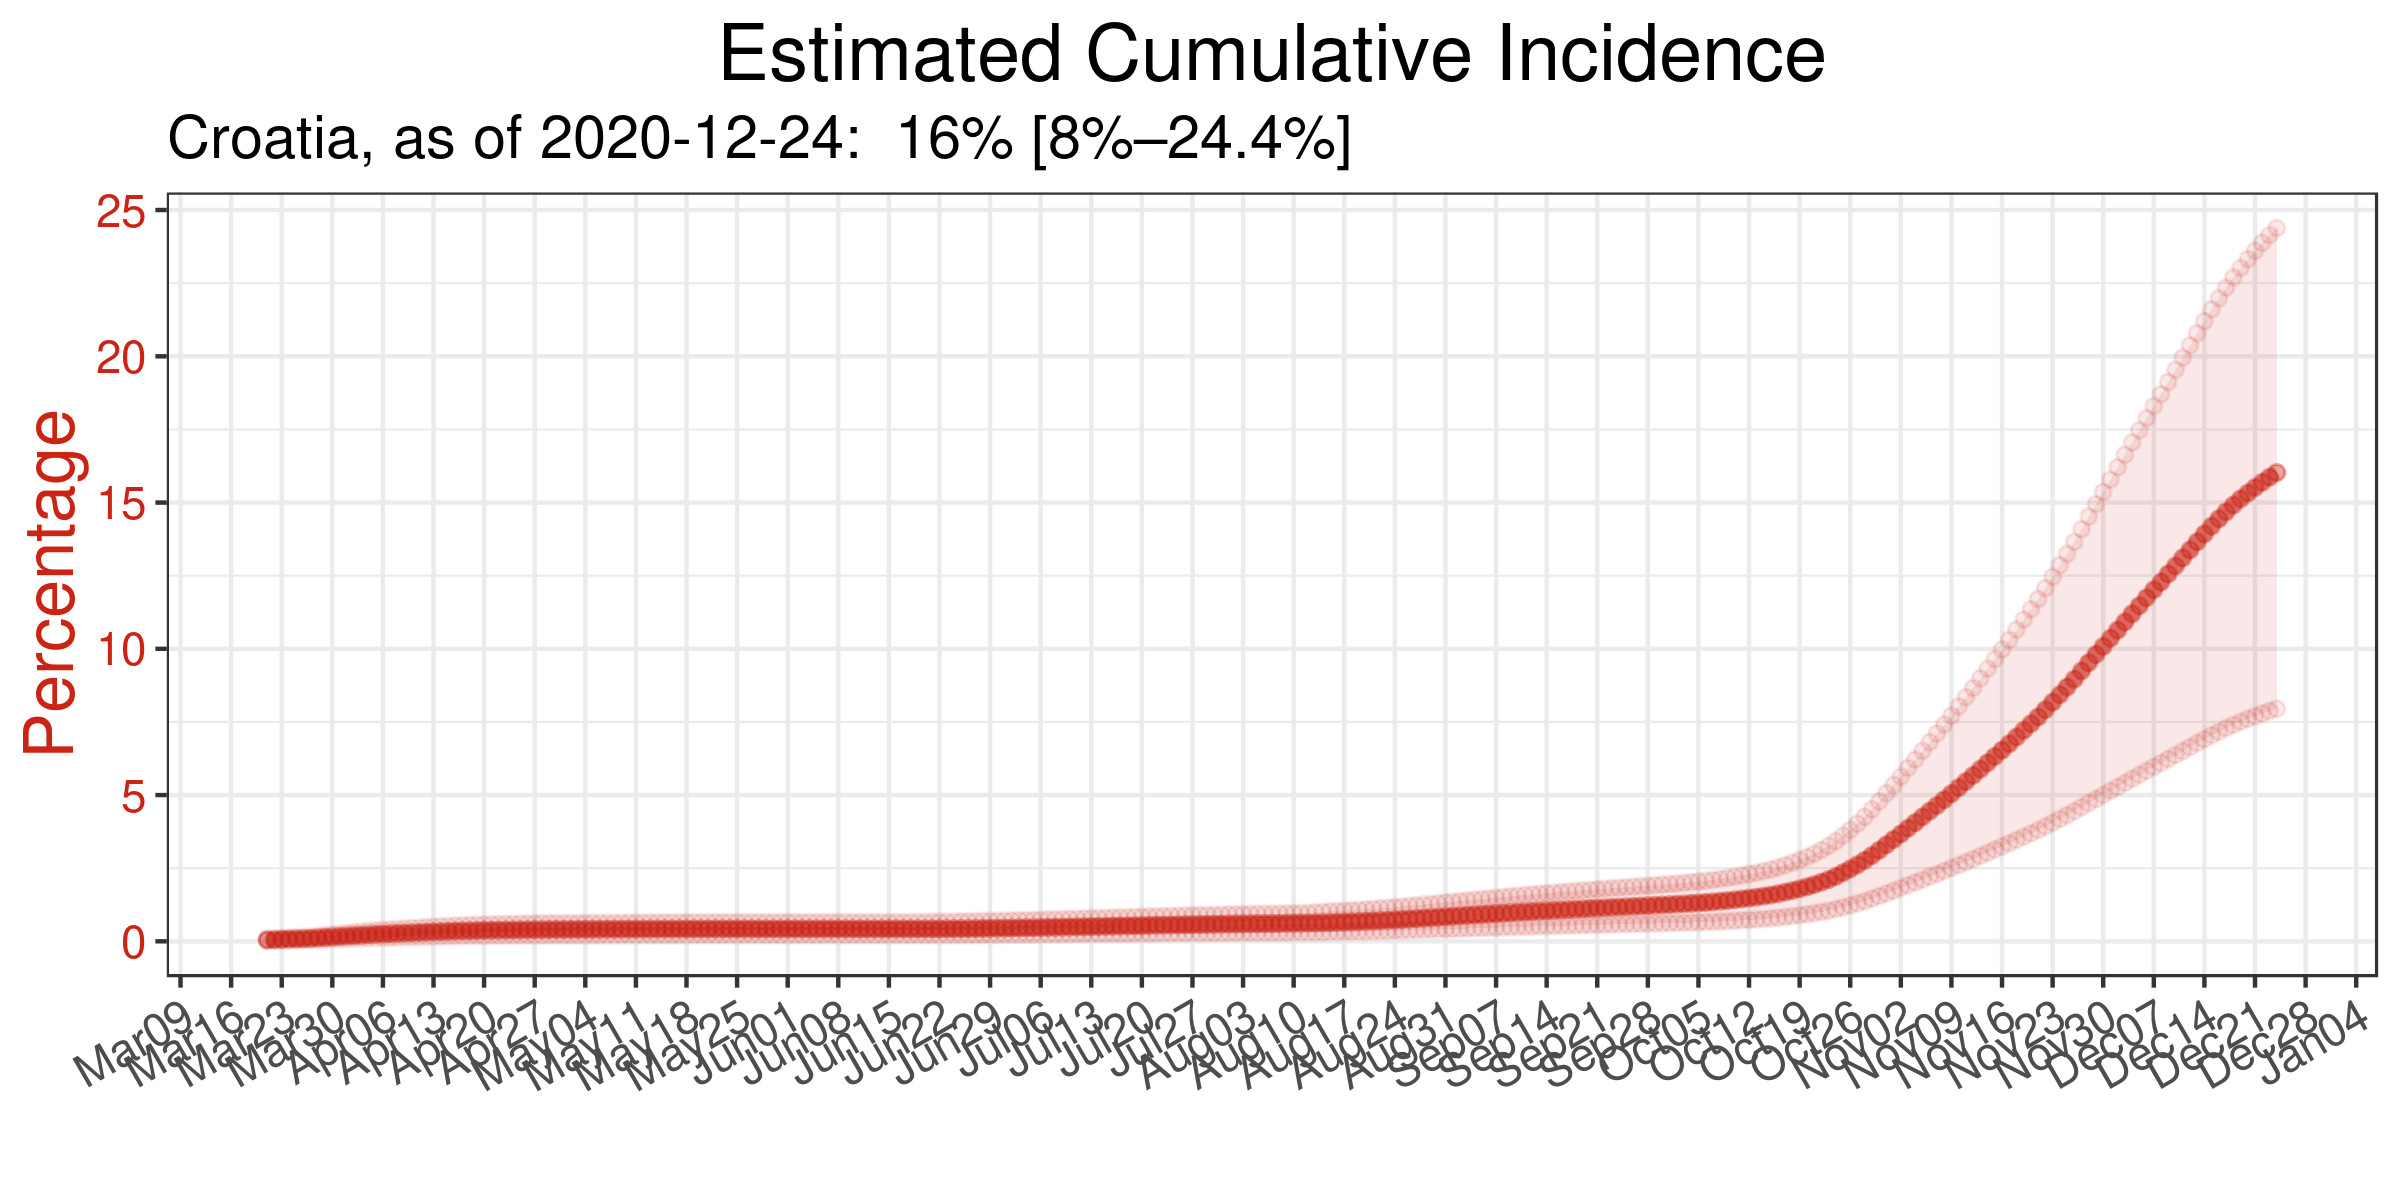 Estimated Cumulative Incidence
Croatia, as of 2020-12-24:  16% [8%–24.4%]
Percentage
25
20
15
10
5
0
Mar09
Mar16
Mar23
Mar30
Apr06
Apr13
Apr20
Apr27
May04
May11
May18
May25
Jun01
Jun08
Jun15
Jun22
Jun29
Jul06
Jul13
Jul20
Jul27
Aug03
Aug10
Aug17
Aug24
Aug31
Sep07
Sep14
Sep21
Sep28
Oct05
Oct12
Oct19
Oct26
Nov02
Nov09
Nov16
Nov23
Nov30
Dec07
Dec14
Dec21
Dec28
Jan04